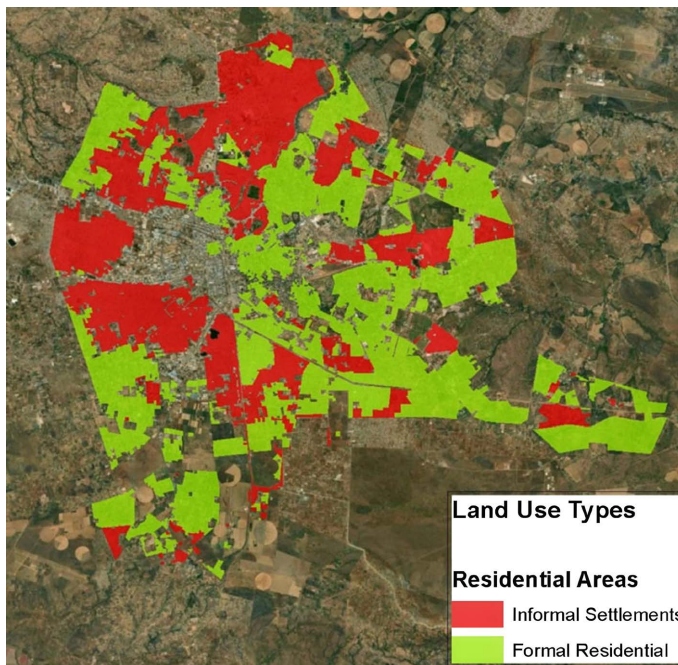 Land Use Types
Residential Areas
Informal Settlements
Formal Residential